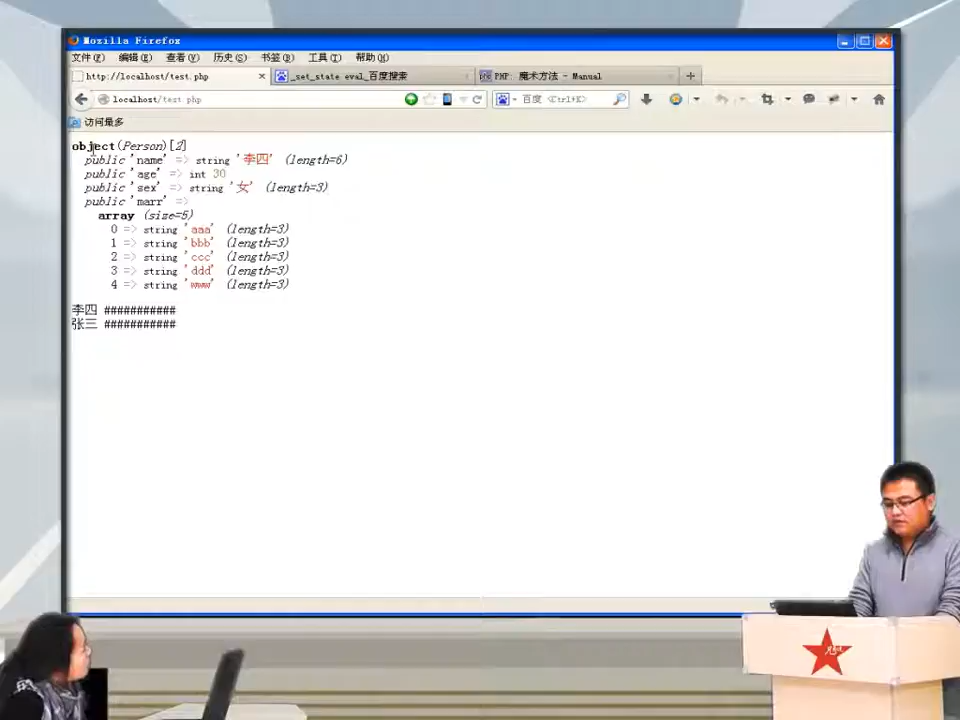 Mozilla Firefox
文件(F) 编辑(E) 查看(V) 历史(S) 书签(B) 工具(T) 帮助(H)
http://localhost/test.php × _set_state eval_百度搜索 PHP: 魔术方法 - Manual +
localhost/test.php 百度 <Ctrl+K>
访问最多
object(Person)[2]
public 'name' => string '李四' (length=6)
public 'age' => int 30
public 'sex' => string '女' (length=3)
public 'marr' =>
array (size=5)
0 => string 'aaa' (length=3)
1 => string 'bbb' (length=3)
2 => string 'ccc' (length=3)
3 => string 'ddd' (length=3)
4 => string 'www' (length=3)
李四 ###########
张三 ###########